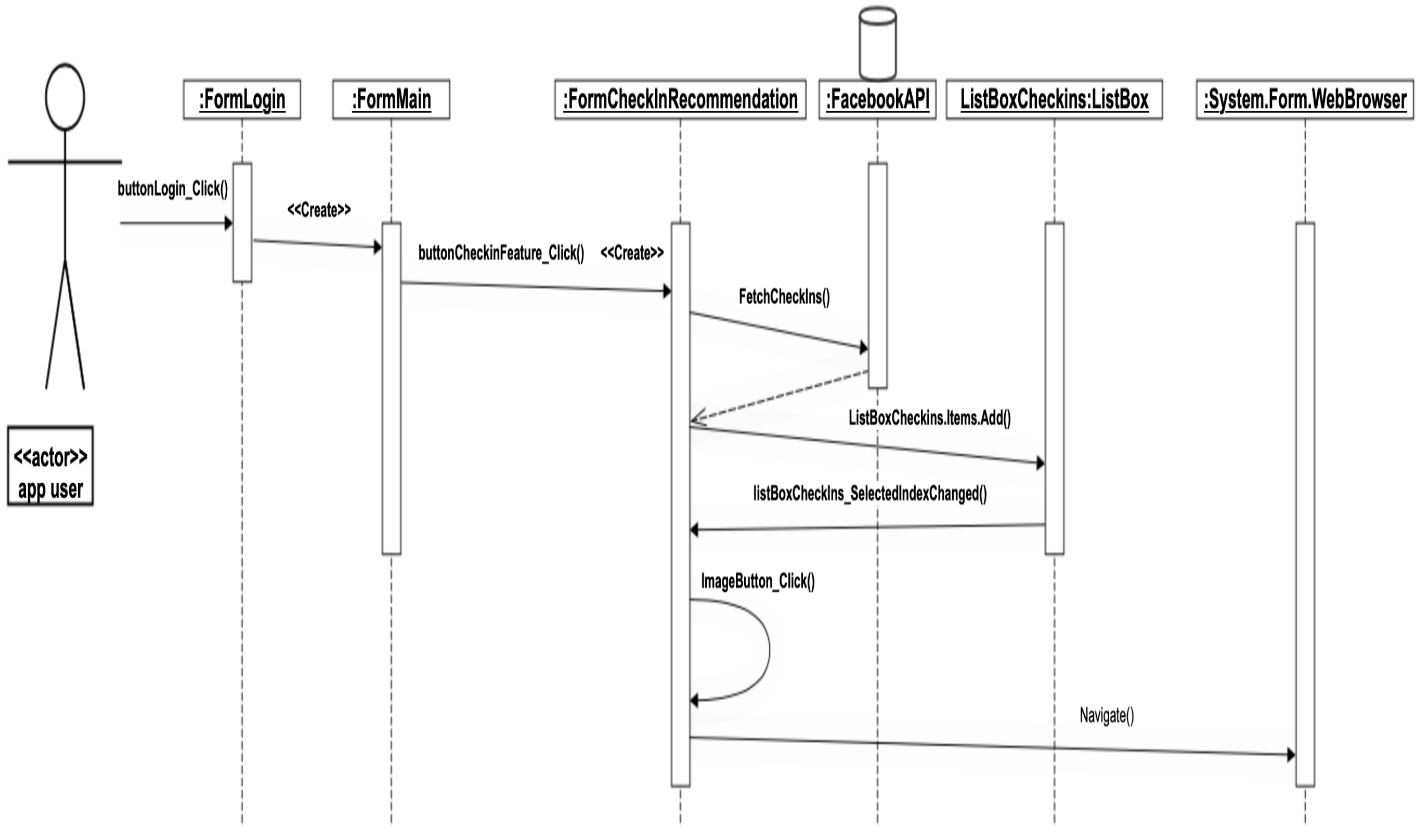 :FormLogin
:FormMain
:FormCheckInRecommendation
:FacebookAPI
ListBoxCheckins:ListBox
:System.Form.WebBrowser
buttonLogin_Click()
<<Create>>
buttonCheckinFeature_Click() <<Create>>
FetchCheckIns()
ListBoxCheckins.Items.Add()
<<actor>>
app user
listBoxCheckIns_SelectedIndexChanged()
ImageButton_Click()
Navigate()